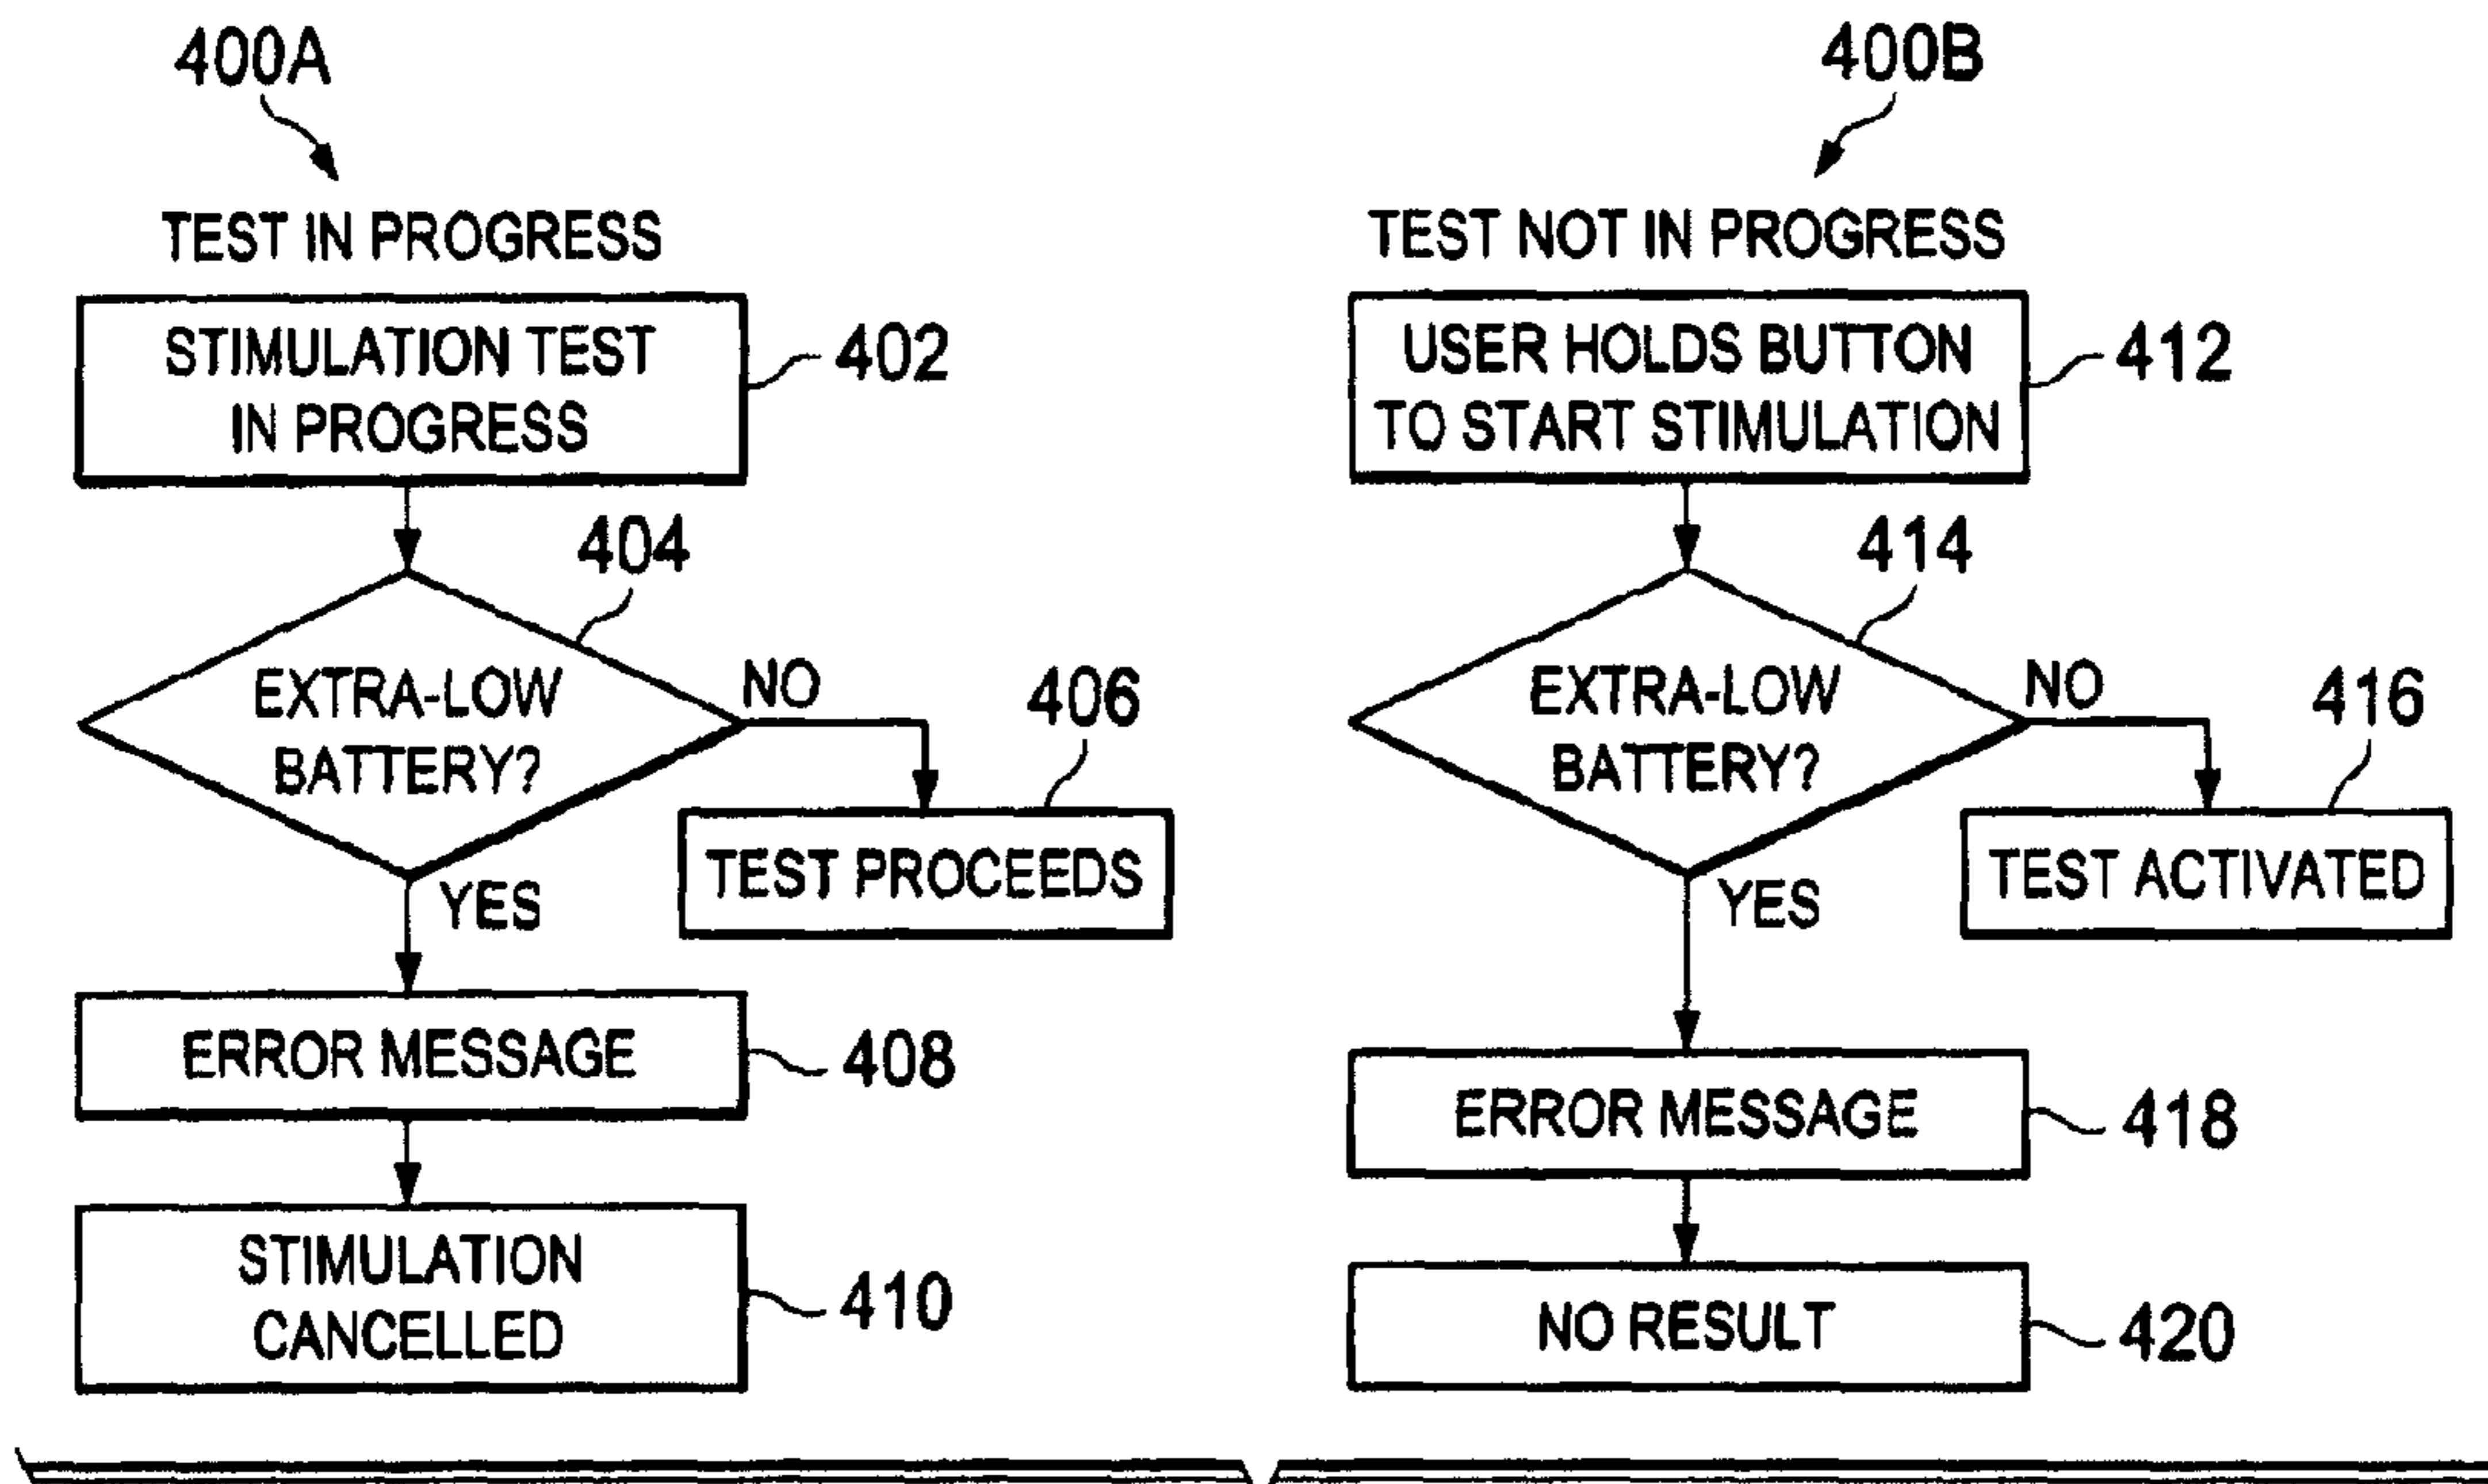 400A
TEST IN PROGRESS
STIMULATION TEST
IN PROGRESS
402
404
EXTRA-LOW
BATTERY?
NO
406
TEST PROCEEDS
YES
ERROR MESSAGE
408
STIMULATION
CANCELLED
410
400B
TEST NOT IN PROGRESS
USER HOLDS BUTTON
TO START STIMULATION
412
414
EXTRA-LOW
BATTERY?
NO
416
TEST ACTIVATED
YES
ERROR MESSAGE
418
NO RESULT
420